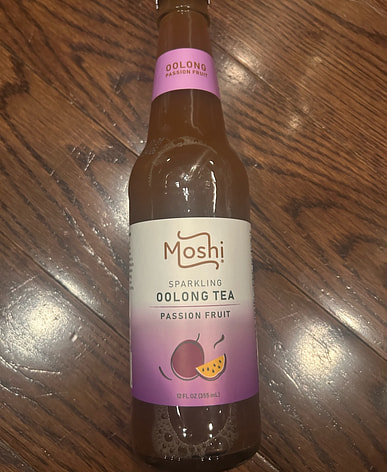 OOLONG
PASSION FRUIT
Moshi
SPARKLING
OOLONG TEA
PASSION FRUIT
12 FL OZ (355 mL)